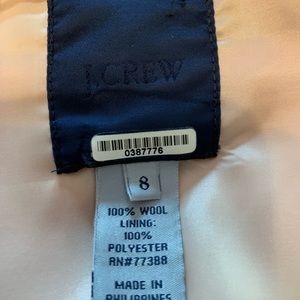 J.CREW
0387776
8
100% WOOL
LINING:
100%
POLYESTER
RN#77388
MADE IN
PHILIPPINES